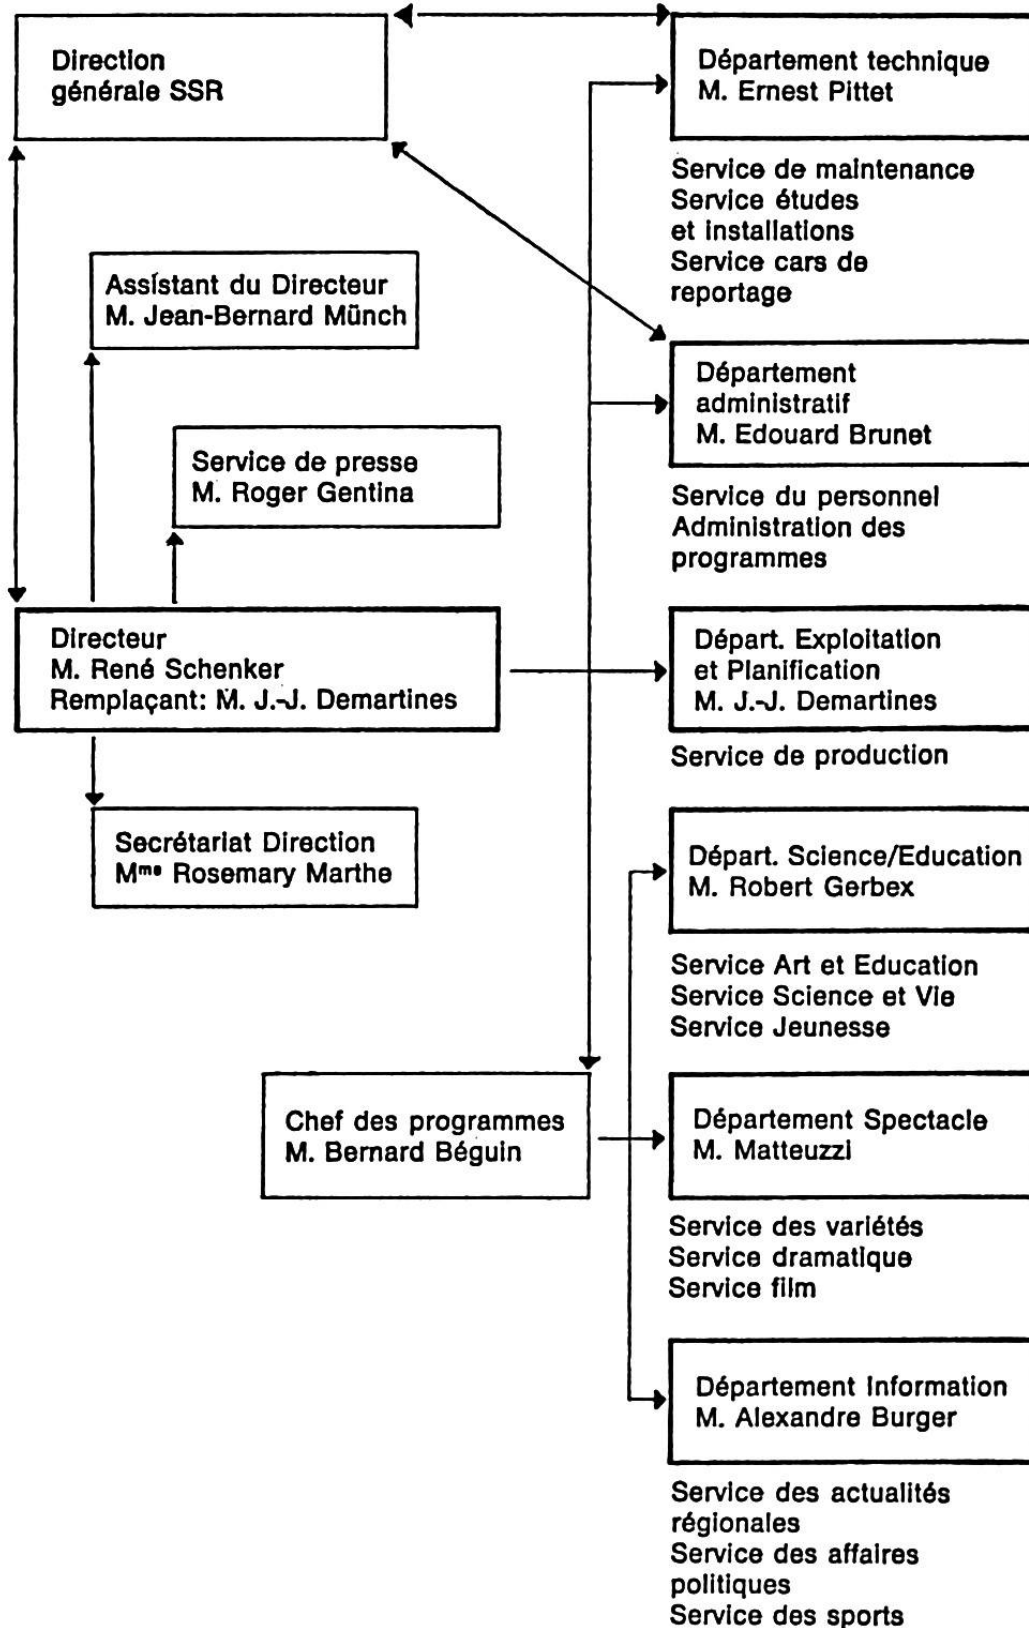 Direction
générale SSR
Assistant du Directeur
M. Jean-Bernard Münch
Service de presse
M. Roger Gentina
Directeur
M. René Schenker
Remplaçant: M. J.-J. Demartines
Secrétariat Direction
Mme Rosemary Marthe
Chef des programmes
M. Bernard Béguin
Département technique
M. Ernest Pittet
Service de maintenance
Service études
et installations
Service cars de
reportage
Département
administratif
M. Edouard Brunet
Service du personnel
Administration des
programmes
Départ. Exploitation
et Planification
M. J.-J. Demartines
Service de production
Départ. Science/Education
M. Robert Gerbex
Service Art et Education
Service Science et Vie
Service Jeunesse
Département Spectacle
M. Matteuzzi
Service des variétés
Service dramatique
Service film
Département Information
M. Alexandre Burger
Service des actualités
régionales
Service des affaires
politiques
Service des sports